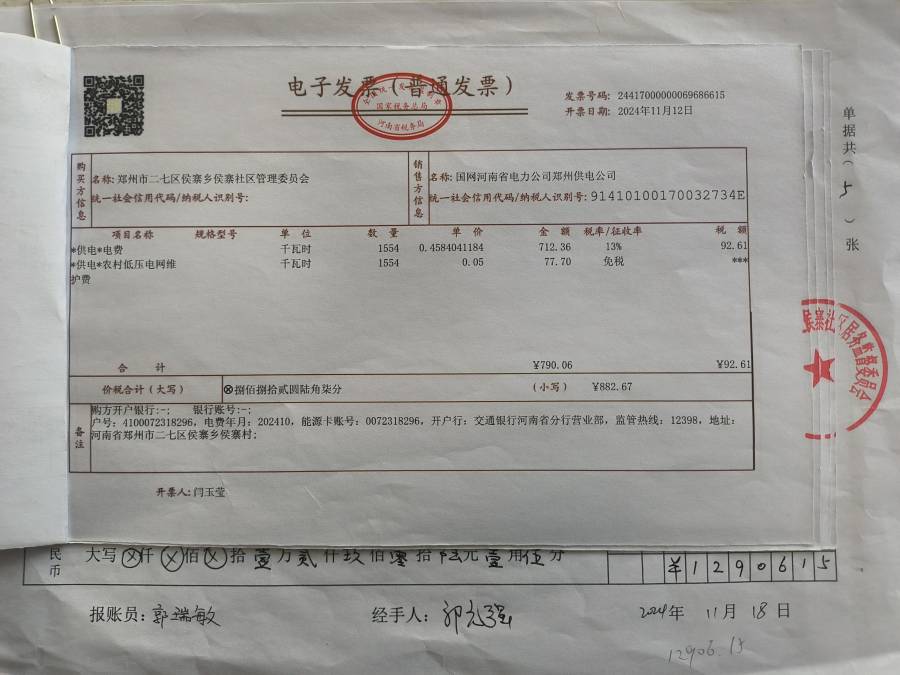 电子发票（普通发票）
国家税务总局
河南省税务局
发票号码: 24417000000069686615
开票日期: 2024年11月12日
单据共（5）张
购买方信息
名称: 郑州市二七区侯寨乡侯寨社区管理委员会
统一社会信用代码/纳税人识别号:
销售方信息
名称: 国网河南省电力公司郑州供电公司
统一社会信用代码/纳税人识别号: 91410100170032734E
项目名称 规格型号 单 位 数 量 单 价 金 额 税率/征收率 税 额
*供电*电费 千瓦时 1554 0.4584041184 712.36 13% 92.61
*供电*农村低压电网维 千瓦时 1554 0.05 77.70 免税 ***
护费
合 计 ¥790.06 ¥92.61
价税合计（大写） ⊗捌佰捌拾贰圆陆角柒分 （小写） ¥882.67
备注
购方开户银行:-; 银行账号:-;
户号: 4100072318296, 电费年月: 202410, 能源卡账号: 0072318296, 开户行: 交通银行河南省分行营业部, 监管热线: 12398, 地址:
河南省郑州市二七区侯寨乡侯寨村;
开票人: 闫玉莹
侯寨社区居务监督委员会
民币 大写⊗仟⊗佰⊗拾壹万贰仟玖佰零拾陆元壹角伍分 ¥1290615
报账员: 郭瑞敏 经手人: 2024年 11月 18日
12906.15